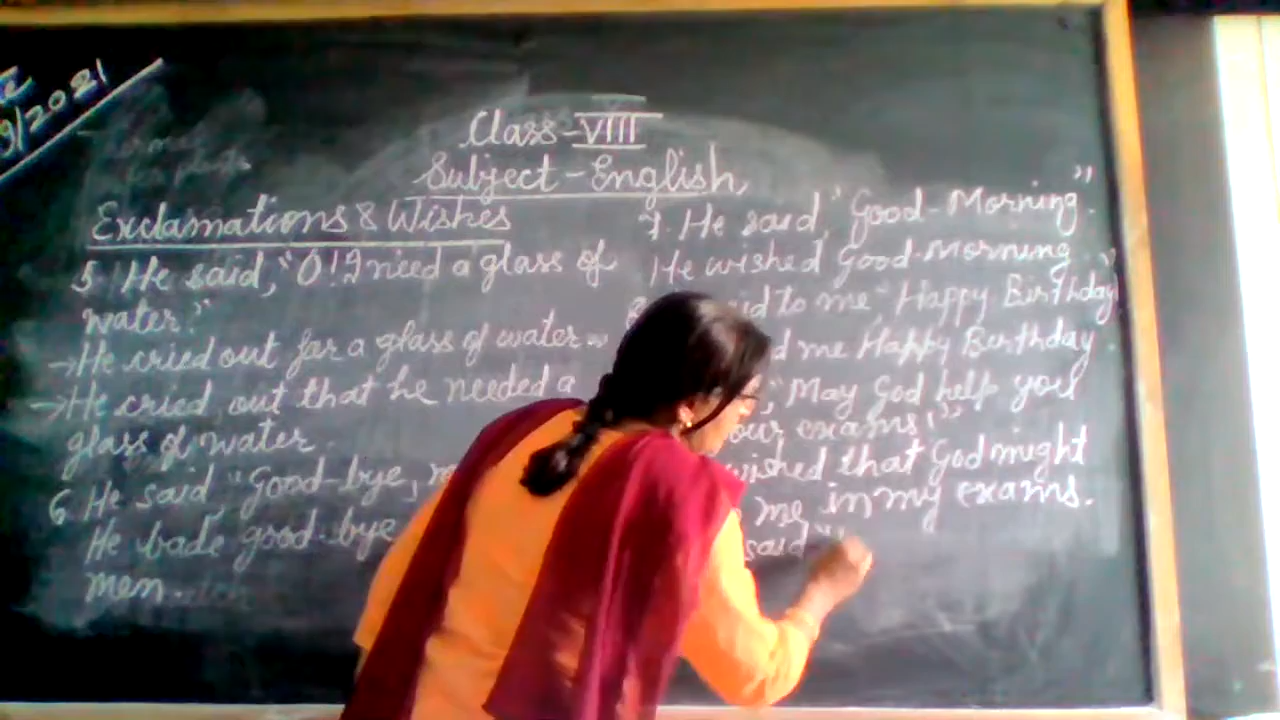 9/2021
Class-VIII
Subject-English
Exclamations & Wishes
5. He said, "O! I need a glass of
water."
→He cried out for a glass of water
→He cried out that he needed a
glass of water.
6. He said "Good-bye,
He bade good-bye
men.
7. He said, "Good-Morning."
He wished Good-Morning.
to me, "Happy Birthday"
me Happy Birthday
"May God help you
exams!"
wished that God might
me in my exams.
said "